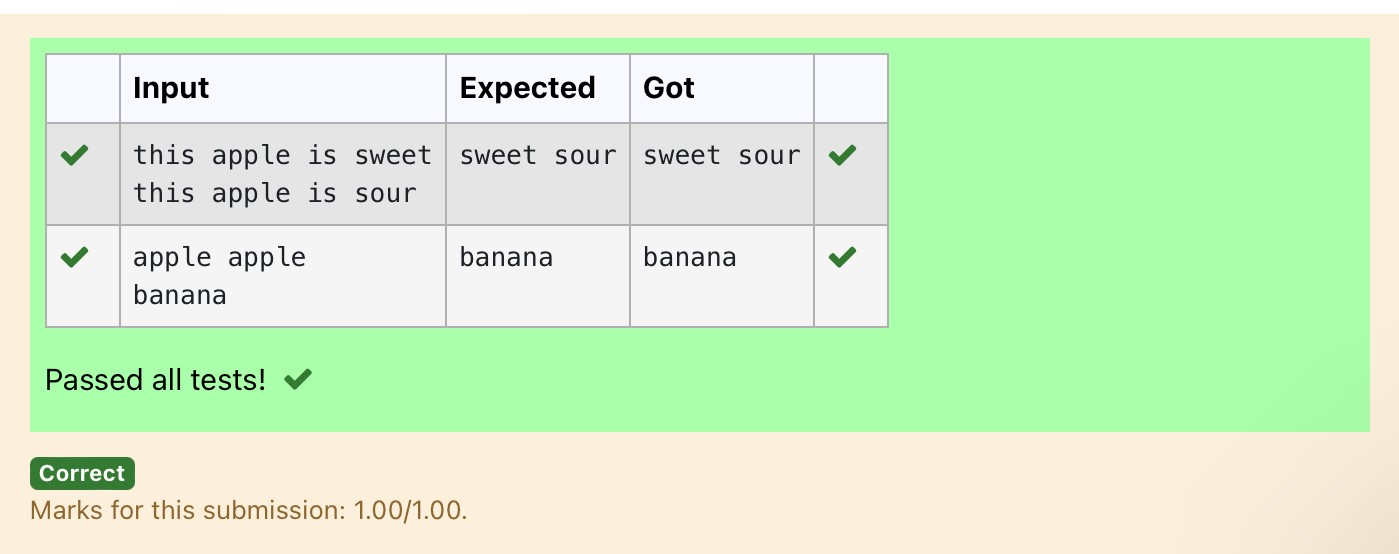 Input Expected Got
this apple is sweet sweet sour sweet sour
this apple is sour
apple apple banana banana
banana
Passed all tests!
Correct
Marks for this submission: 1.00/1.00.